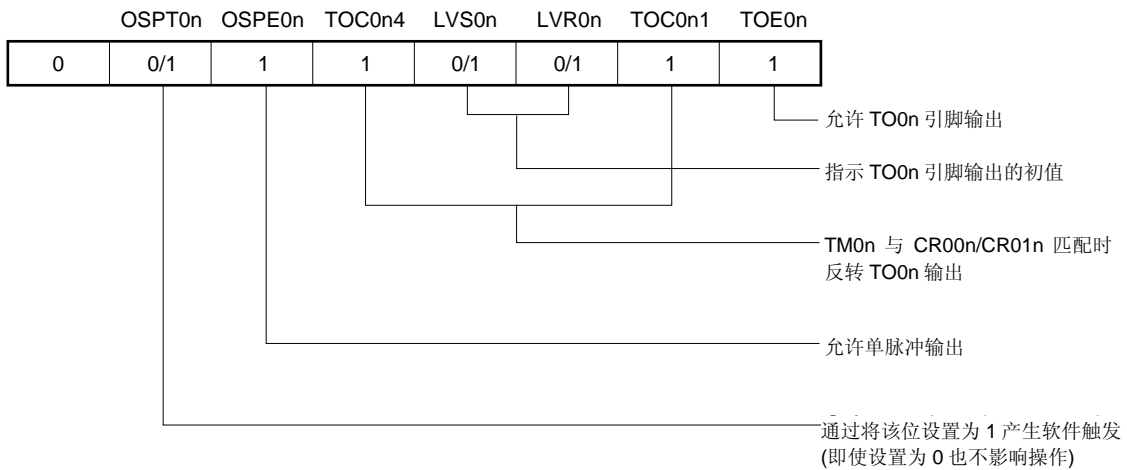 OSPT0n OSPE0n TOC0n4 LVS0n LVR0n TOC0n1 TOE0n
0 0/1 1 1 0/1 0/1 1 1
允许 TO0n 引脚输出
指示 TO0n 引脚输出的初值
TM0n 与 CR00n/CR01n 匹配时
反转 TO0n 输出
允许单脉冲输出
通过将该位设置为 1 产生软件触发
(即使设置为 0 也不影响操作)